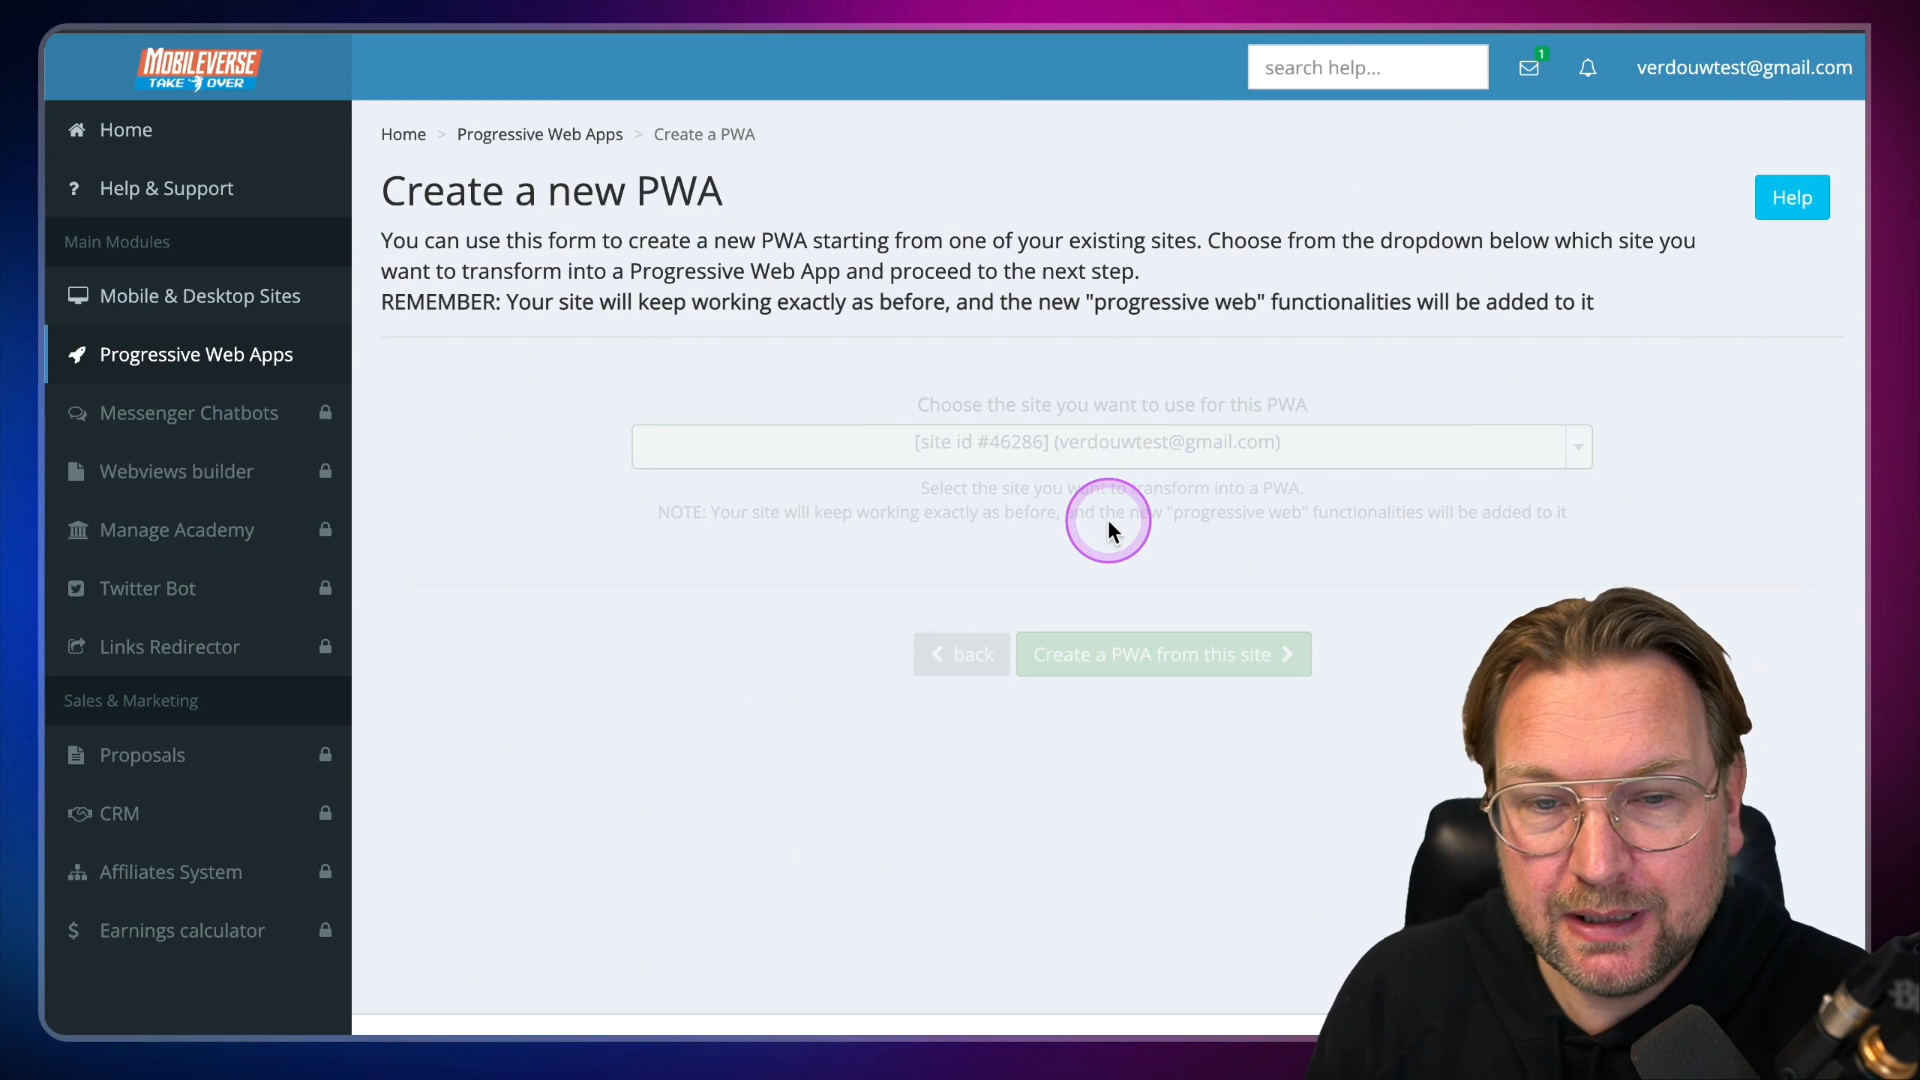 MOBILEVERSE
TAKE OVER
search help...
1
verdouwtest@gmail.com
Home
Help & Support
Main Modules
Mobile & Desktop Sites
Progressive Web Apps
Messenger Chatbots
Webviews builder
Manage Academy
Twitter Bot
Links Redirector
Sales & Marketing
Proposals
CRM
Affiliates System
Earnings calculator
Home > Progressive Web Apps > Create a PWA
Create a new PWA
Help
You can use this form to create a new PWA starting from one of your existing sites. Choose from the dropdown below which site you
want to transform into a Progressive Web App and proceed to the next step.
REMEMBER: Your site will keep working exactly as before, and the new "progressive web" functionalities will be added to it
Choose the site you want to use for this PWA
[site id #46286] (verdouwtest@gmail.com)
Select the site you want to transform into a PWA.
NOTE: Your site will keep working exactly as before, and the new "progressive web" functionalities will be added to it
back
Create a PWA from this site